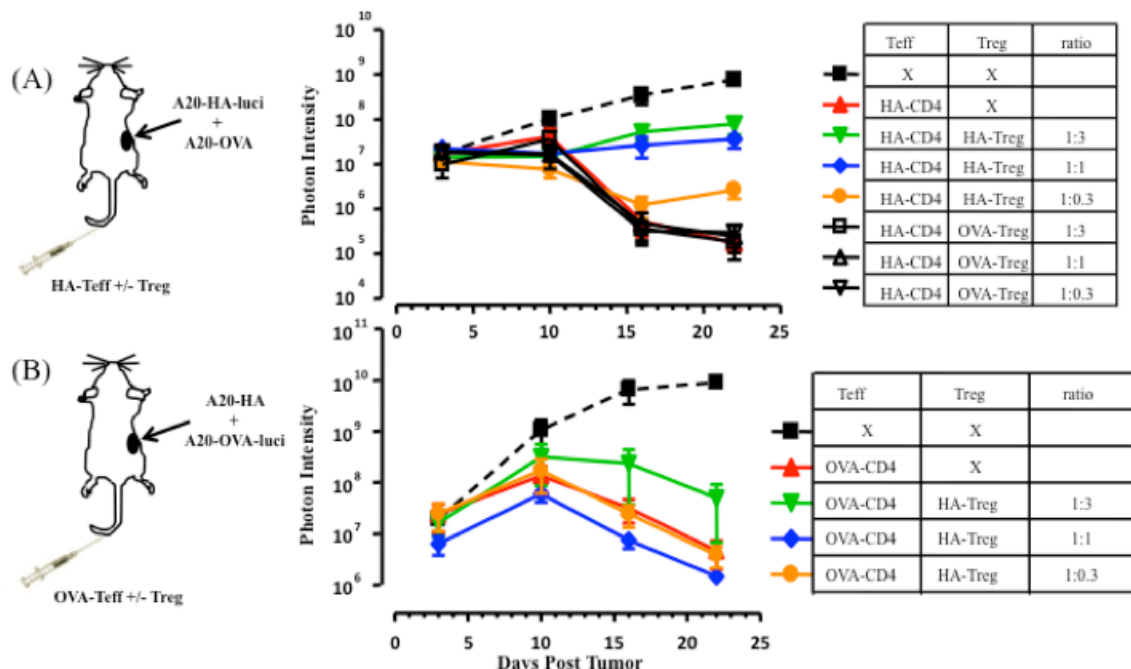 (A)
A20-HA-luci
+
A20-OVA
HA-Teff +/- Treg
Photon Intensity
10^10
10^9
10^8
10^7
10^6
10^5
10^4
0 5 10 15 20 25
Teff Treg ratio
X X
HA-CD4 X
HA-CD4 HA-Treg 1:3
HA-CD4 HA-Treg 1:1
HA-CD4 HA-Treg 1:0.3
HA-CD4 OVA-Treg 1:3
HA-CD4 OVA-Treg 1:1
HA-CD4 OVA-Treg 1:0.3
(B)
A20-HA
+
A20-OVA-luci
OVA-Teff +/- Treg
Photon Intensity
10^11
10^10
10^9
10^8
10^7
10^6
0 5 10 15 20 25
Days Post Tumor
Teff Treg ratio
X X
OVA-CD4 X
OVA-CD4 HA-Treg 1:3
OVA-CD4 HA-Treg 1:1
OVA-CD4 HA-Treg 1:0.3